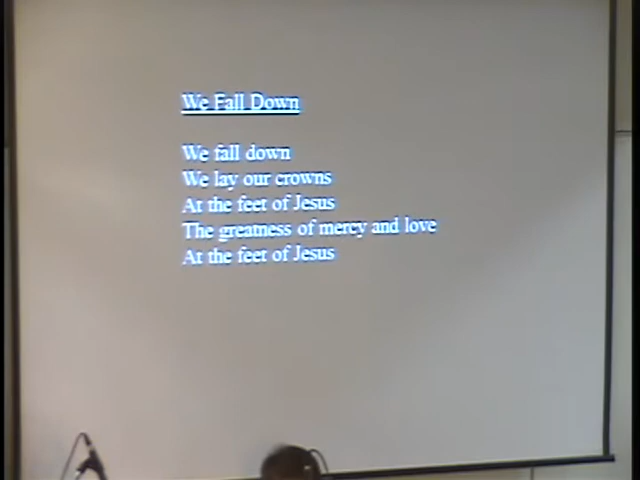 We Fall Down
We fall down
We lay our crowns
At the feet of Jesus
The greatness of mercy and love
At the feet of Jesus